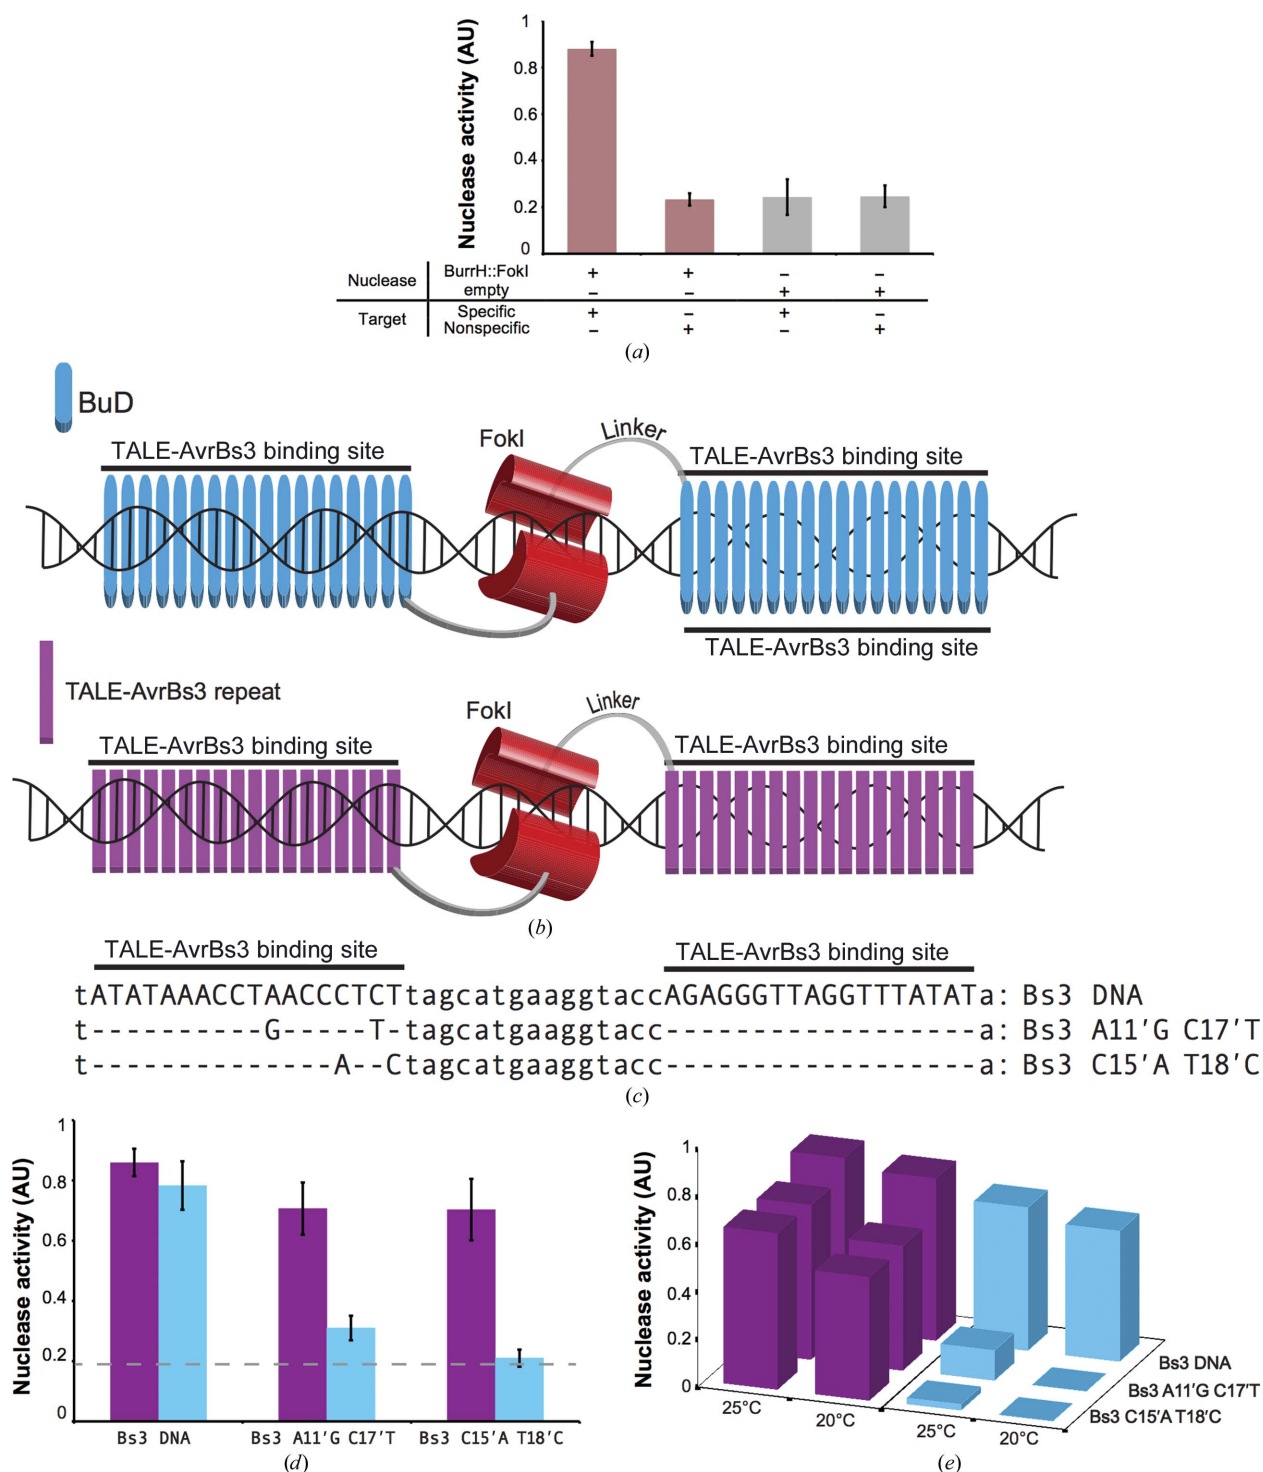 Nuclease activity (AU)
1
0.8
0.6
0.4
0.2
0
Nuclease BurrH::FokI + + – –
empty – – + +
Target Specific + – + –
Nonspecific – + – +
(a)
BuD
TALE-AvrBs3 binding site
FokI
Linker
TALE-AvrBs3 binding site
TALE-AvrBs3 binding site
TALE-AvrBs3 repeat
TALE-AvrBs3 binding site
FokI
Linker
TALE-AvrBs3 binding site
(b)
TALE-AvrBs3 binding site TALE-AvrBs3 binding site
tATATAAACCTAACCCTCTtagcatgaaggtaccAGAGGGTTAGGTTTATATa: Bs3 DNA
t----------G-----T-tagcatgaaggtacc------------------a: Bs3 A11'G C17'T
t--------------A--Ctagcatgaaggtacc------------------a: Bs3 C15'A T18'C
(c)
Nuclease activity (AU)
1
0.8
0.6
0.4
0.2
0
Bs3 DNA Bs3 A11'G C17'T Bs3 C15'A T18'C
(d)
Nuclease activity (AU)
1
0.8
0.6
0.4
0.2
0
25°C 20°C 25°C 20°C
Bs3 DNA
Bs3 A11'G C17'T
Bs3 C15'A T18'C
(e)